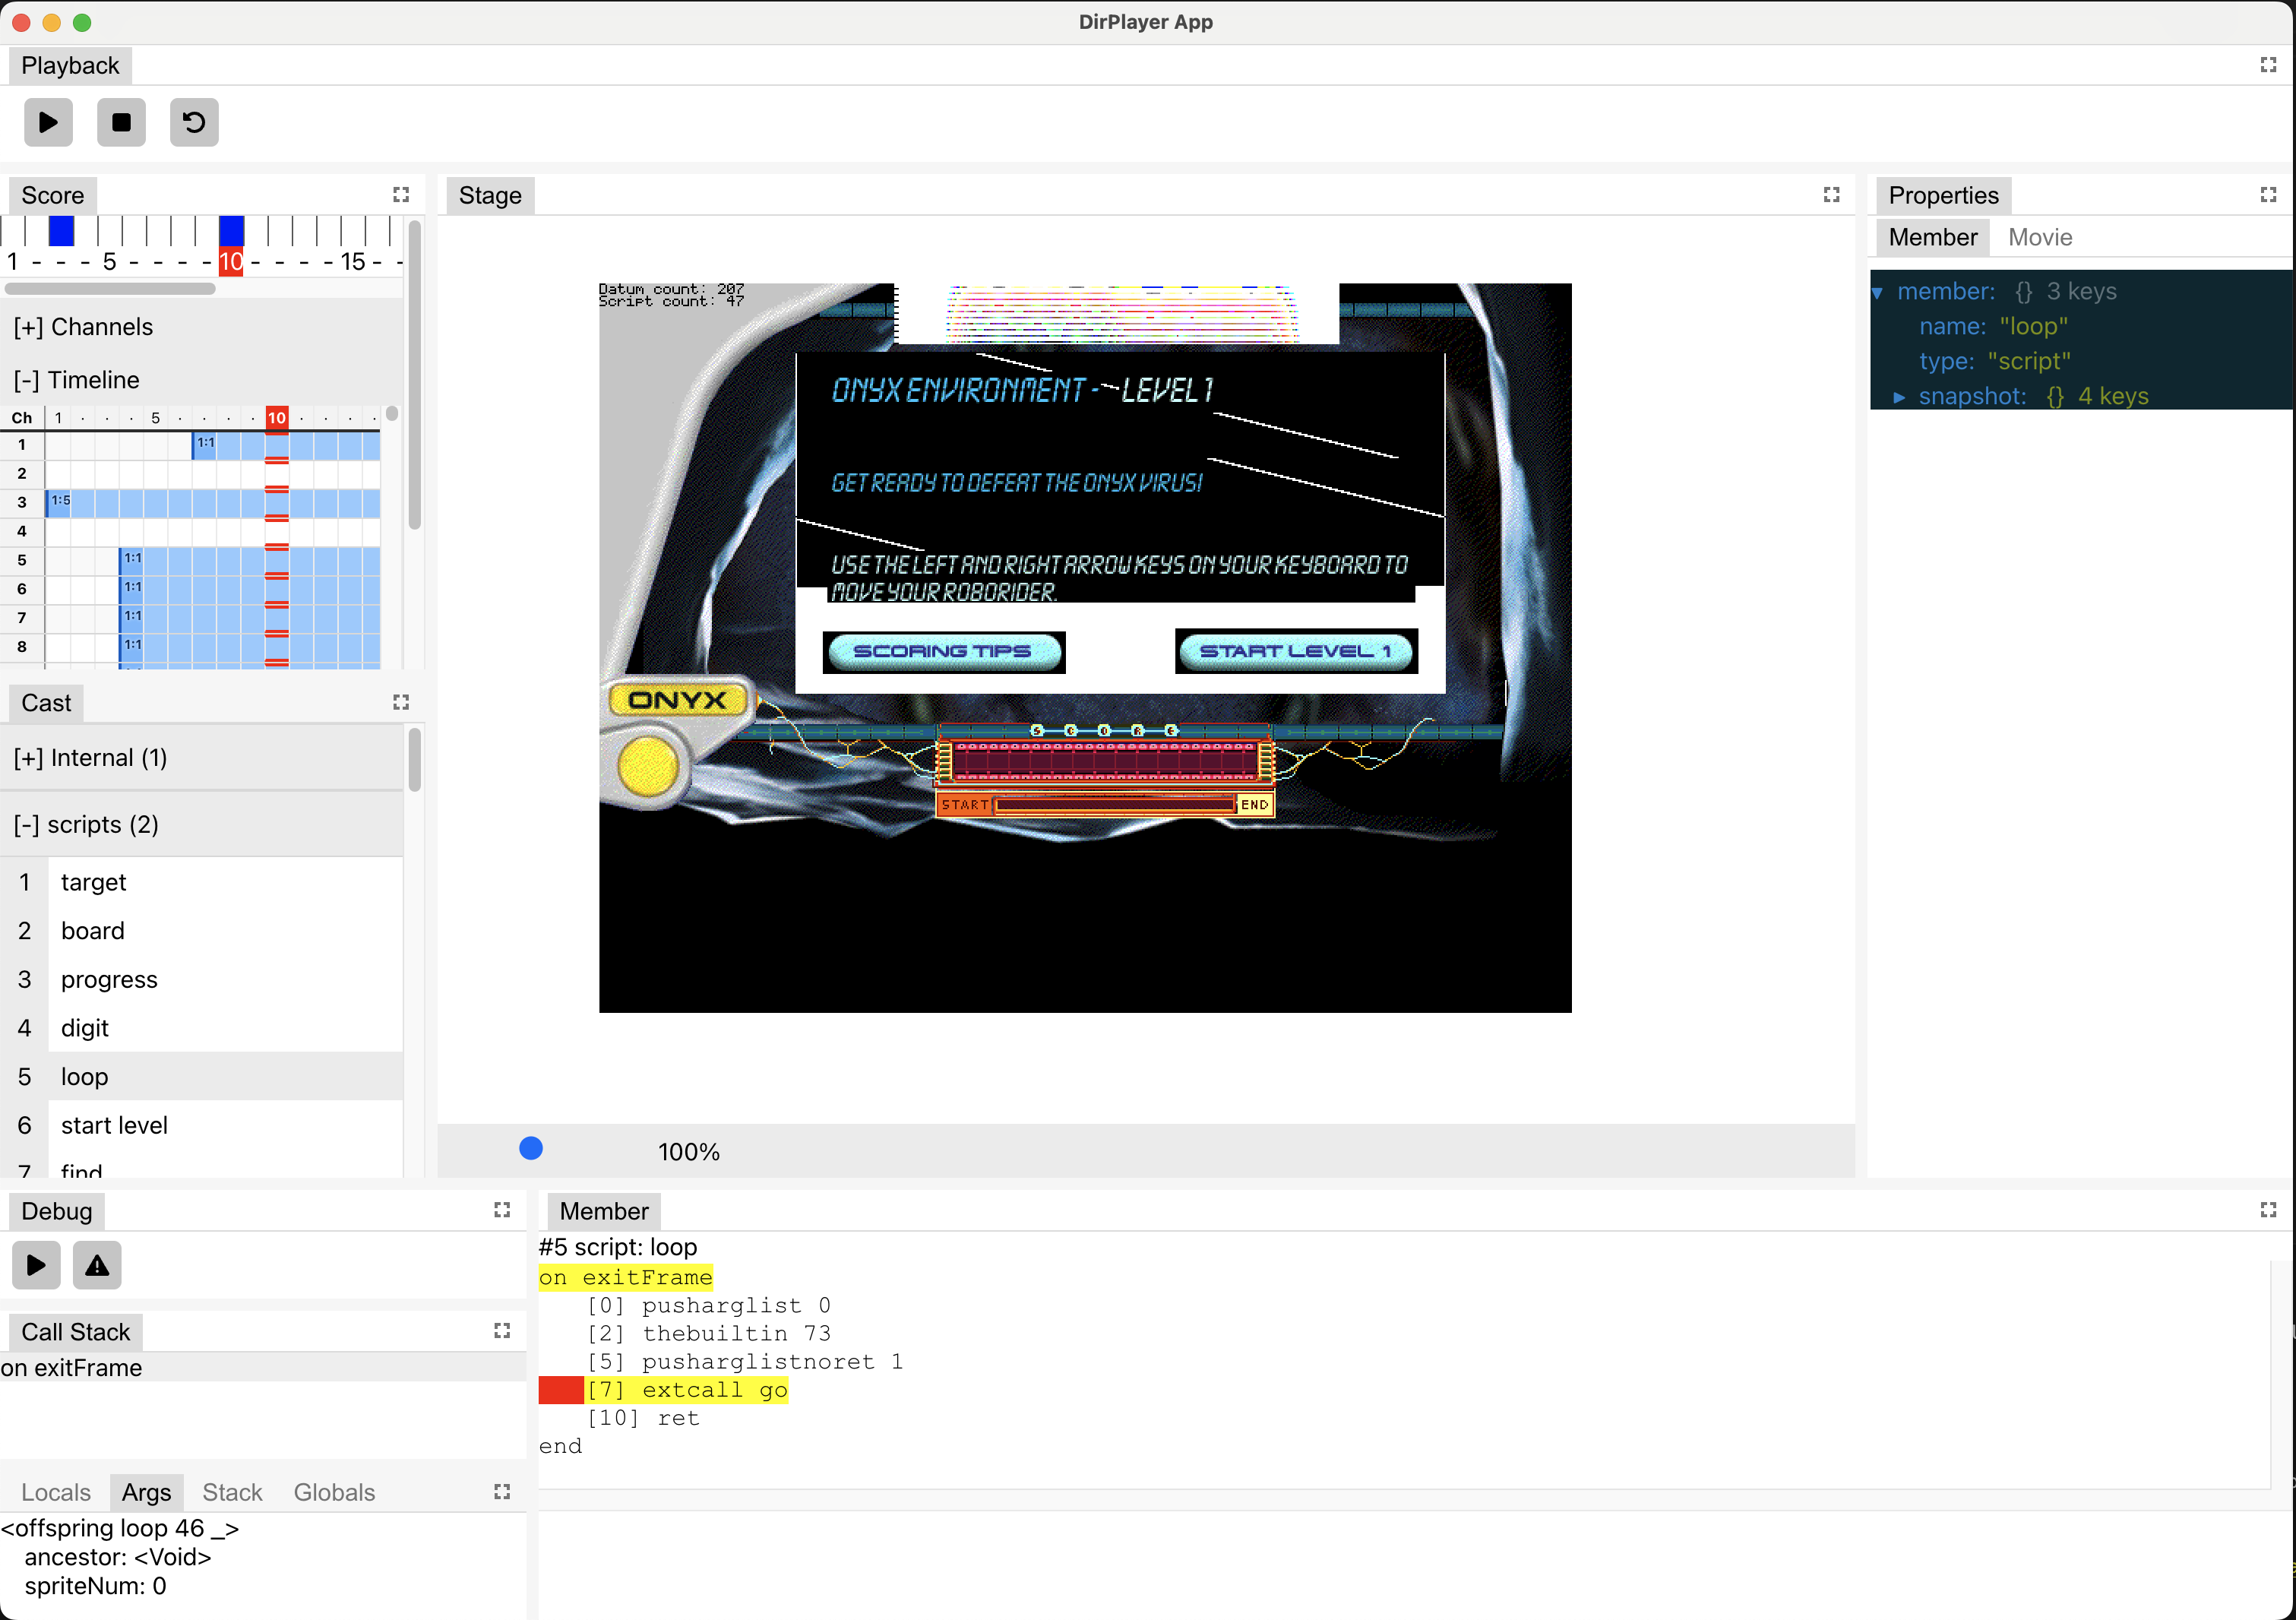 DirPlayer App
Playback
Score
1 - - - 5 - - - - 10 - - - - 15 - -
[+] Channels
[-] Timeline
Ch 1 · · · 5 · · · · 10 · · · ·
1 1:1
2
3 1:5
4
5 1:1
6 1:1
7 1:1
8 1:1
Cast
[+] Internal (1)
[-] scripts (2)
1 target
2 board
3 progress
4 digit
5 loop
6 start level
7 find
Stage
Datum count: 207
Script count: 47
ONYX ENVIRONMENT - LEVEL 1
GET READY TO DEFEAT THE ONYX VIRUS!
USE THE LEFT AND RIGHT ARROW KEYS ON YOUR KEYBOARD TO
MOVE YOUR ROBORIDER.
SCORING TIPS
START LEVEL 1
ONYX
SCORE
START
END
100%
Properties
Member Movie
▼ member: {} 3 keys
name: "loop"
type: "script"
▶ snapshot: {} 4 keys
Debug
Call Stack
on exitFrame
Locals Args Stack Globals
<offspring loop 46 _>
ancestor: <Void>
spriteNum: 0
Member
#5 script: loop
on exitFrame
[0] pusharglist 0
[2] thebuiltin 73
[5] pusharglistnoret 1
[7] extcall go
[10] ret
end